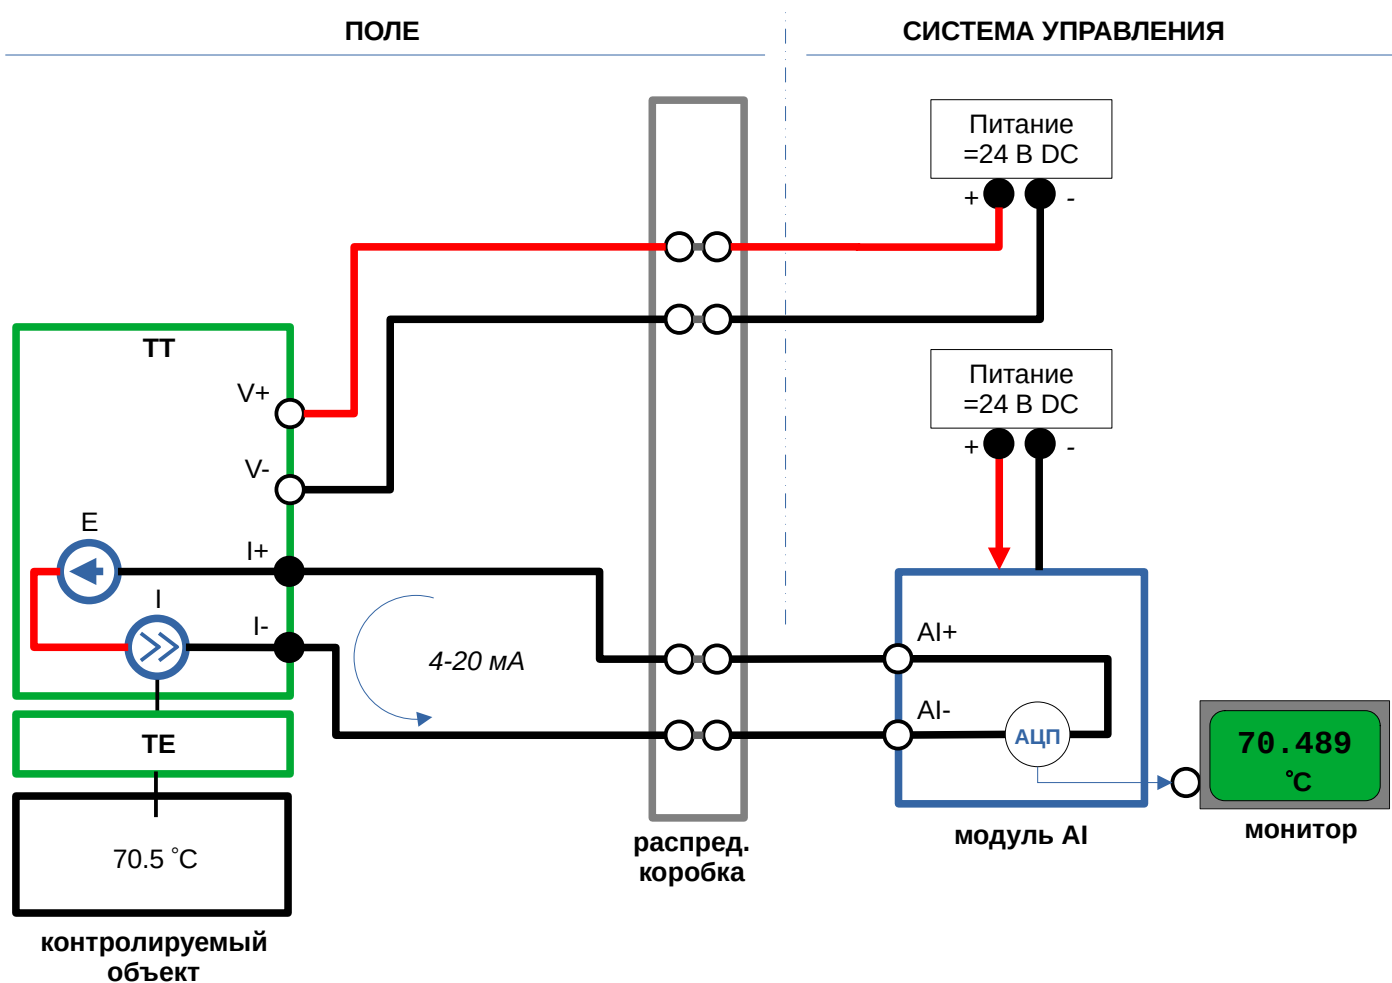 ПОЛЕ
СИСТЕМА УПРАВЛЕНИЯ
Питание
=24 В DC
+
-
ТТ
V+
V-
Питание
=24 В DC
+
-
E
I+
I
I-
4-20 мА
AI+
AI-
АЦП
70.489
°C
ТЕ
монитор
модуль AI
распред.
коробка
70.5 °C
контролируемый
объект